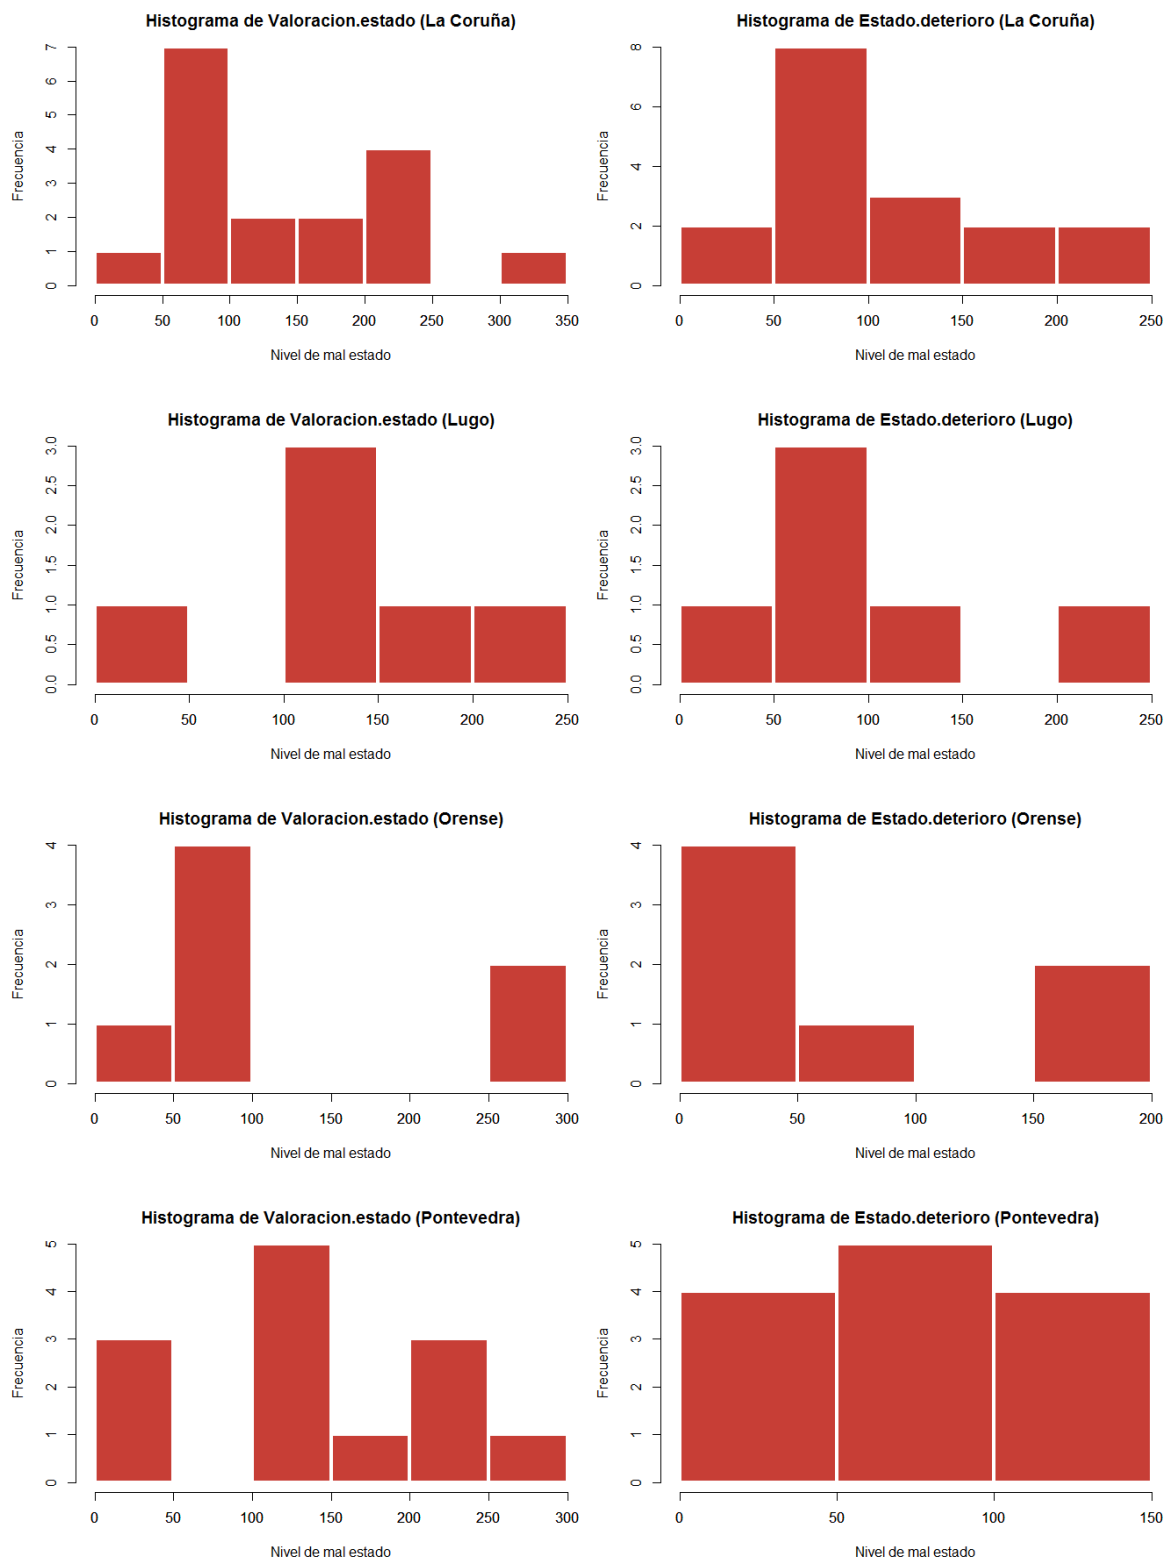 Histograma de Valoracion.estado (La Coruña)
Frecuencia
0 1 2 3 4 5 6 7
0 50 100 150 200 250 300 350
Nivel de mal estado
Histograma de Estado.deterioro (La Coruña)
Frecuencia
0 2 4 6 8
0 50 100 150 200 250
Nivel de mal estado
Histograma de Valoracion.estado (Lugo)
Frecuencia
0.0 0.5 1.0 1.5 2.0 2.5 3.0
0 50 100 150 200 250
Nivel de mal estado
Histograma de Estado.deterioro (Lugo)
Frecuencia
0.0 0.5 1.0 1.5 2.0 2.5 3.0
0 50 100 150 200 250
Nivel de mal estado
Histograma de Valoracion.estado (Orense)
Frecuencia
0 1 2 3 4
0 50 100 150 200 250 300
Nivel de mal estado
Histograma de Estado.deterioro (Orense)
Frecuencia
0 1 2 3 4
0 50 100 150 200
Nivel de mal estado
Histograma de Valoracion.estado (Pontevedra)
Frecuencia
0 1 2 3 4 5
0 50 100 150 200 250 300
Nivel de mal estado
Histograma de Estado.deterioro (Pontevedra)
Frecuencia
0 1 2 3 4 5
0 50 100 150
Nivel de mal estado